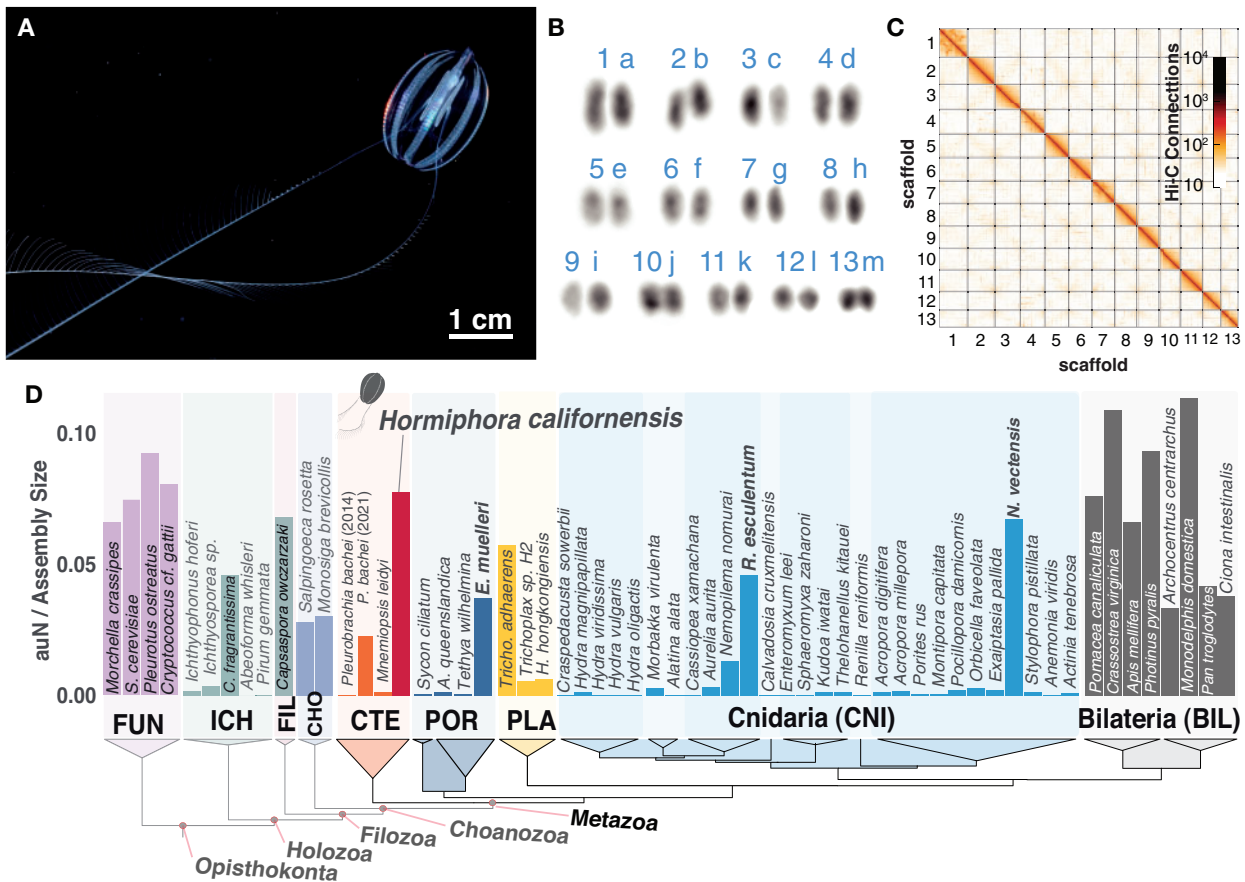 A
1 cm
B
1 a 2 b 3 c 4 d
5 e 6 f 7 g 8 h
9 i 10 j 11 k 12 l 13 m
C
scaffold
1
2
3
4
5
6
7
8
9
10
11
12
13
1 2 3 4 5 6 7 8 9 10 11 12 13
scaffold
Hi-C Connecttions
10⁴
10³
10²
10
D
Hormiphora californensis
auN / Assembly Size
0.10
0.05
0.00
Morchella crassipes
S. cerevisiae
Pleurotus ostreatus
Cryptococcus cf. gattii
Ichthyophonus hoferi
Ichthyosporea sp.
C. fragrantissima
Abeoforma whisleri
Pirum gemmata
Capsaspora owczarzaki
Salpingoeca rosetta
Monosiga brevicollis
Pleurobrachia bachei (2014)
P. bachei (2021)
Mnemiopsis leidyi
Sycon ciliatum
A. queenslandica
Tethya wilhelmina
E. muelleri
Tricho. adhaerens
Trichoplax sp. H2
H. hongkongiensis
Craspedacusta sowerbii
Hydra magnipapillata
Hydra viridissima
Hydra vulgaris
Hydra oligactis
Morbakka virulenta
Alatina alata
Cassiopea xamachana
Aurelia aurita
Nemopilema nomurai
R. esculentum
Calvadosia cruxmelitensis
Enteromyxum leei
Sphaeromyxa zaharoni
Kudoa iwatai
Thelohanellus kitauei
Renilla reniformis
Acropora digitifera
Acropora millepora
Porites rus
Montipora capitata
Pocillopora damicornis
Orbicella faveolata
Exaiptasia pallida
N. vectensis
Stylophora pistillata
Anemonia viridis
Actinia tenebrosa
Pomacea canaliculata
Crassostrea virginica
Apis mellifera
Photinus pyralis
Archocentrus centrarchus
Monodelphis domestica
Pan troglodytes
Ciona intestinalis
FUN
ICH
FIL
CHO
CTE
POR
PLA
Cnidaria (CNI)
Bilateria (BIL)
Metazoa
Choanozoa
Filozoa
Holozoa
Opisthokonta